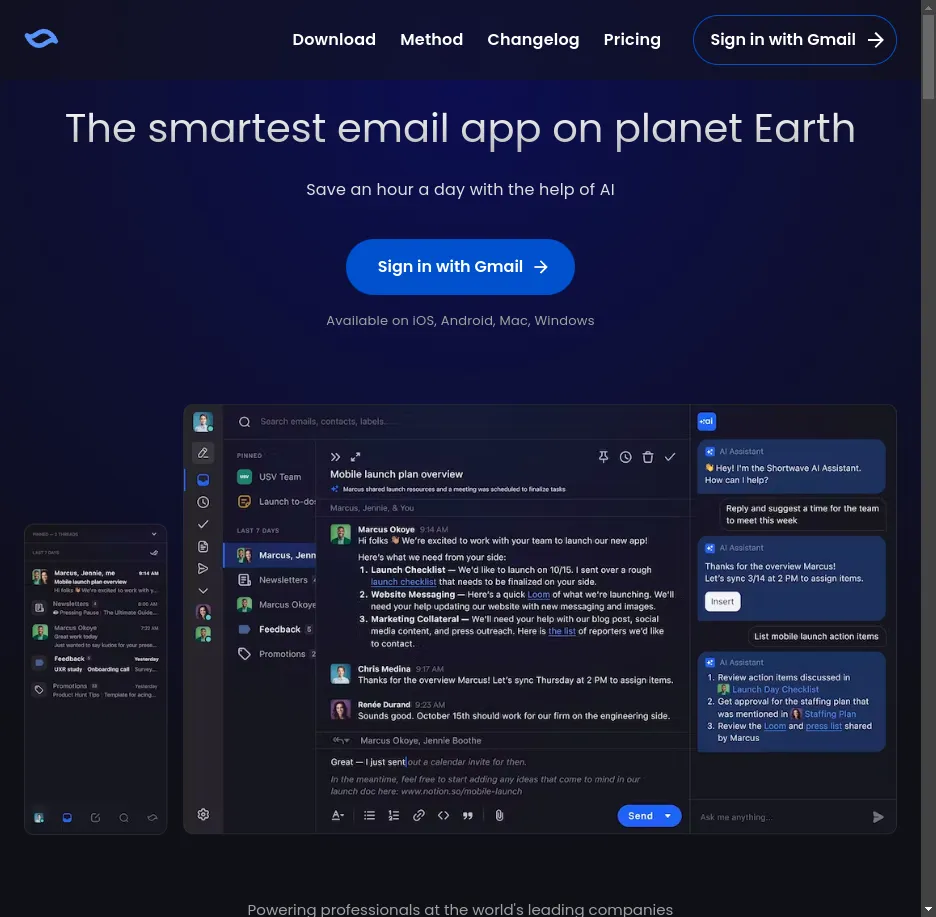 Download Method Changelog Pricing Sign in with Gmail
The smartest email app on planet Earth
Save an hour a day with the help of AI
Sign in with Gmail
Available on iOS, Android, Mac, Windows
PINNED — 3 THREADS
LAST 7 DAYS
Marcus, Jennie, me 9:14 AM
Mobile launch plan overview
Hi folks 👋 We're excited to work with y...
Newsletters 4 8:00 AM
Pressing Pause · The Ultimate Guide...
Marcus Okoye 7:35 AM
Great work today
Just wanted to say kudos for your prese...
Feedback 5 Yesterday
UXR study Onboarding call Survey...
Promotions Yesterday
Product Hunt Tips Template for acing...
Search emails, contacts, labels...
PINNED
USV
USV Team
Launch to-dos
LAST 7 DAYS
Marcus, Jenn
Newsletters 4
Marcus Okoye
Feedback 5
Promotions 2
Mobile launch plan overview
Marcus shared launch resources and a meeting was scheduled to finalize tasks
Marcus, Jennie, & You
Marcus Okoye 9:14 AM
Hi folks 👋 We're excited to work with your team to launch our new app!
Here's what we need from your side:
1. Launch Checklist — We'd like to launch on 10/15. I sent over a rough
launch checklist that needs to be finalized on your side.
2. Website Messaging — Here's a quick Loom of what we're launching. We'll
need your help updating our website with new messaging and images.
3. Marketing Collateral — We'll need your help with our blog post, social
media content, and press outreach. Here is the list of reporters we'd like
to contact.
Chris Medina 9:17 AM
Thanks for the overview Marcus! Let's sync Thursday at 2 PM to assign items.
Renée Durand 9:23 AM
Sounds good. October 15th should work for our firm on the engineering side.
Marcus Okoye, Jennie Boothe
Great — I just sent out a calendar invite for then.
In the meantime, feel free to start adding any ideas that come to mind in our
launch doc here: www.notion.so/mobile-launch
Send
ai
AI Assistant
👋 Hey! I'm the Shortwave AI Assistant.
How can I help?
Reply and suggest a time for the team
to meet this week
AI Assistant
Thanks for the overview Marcus!
Let's sync 3/14 at 2 PM to assign items.
Insert
List mobile launch action items
AI Assistant
1. Review action items discussed in
Launch Day Checklist
2. Get approval for the staffing plan that
was mentioned in Staffing Plan
3. Review the Loom and press list shared
by Marcus
Ask me anything...
Powering professionals at the world's leading companies